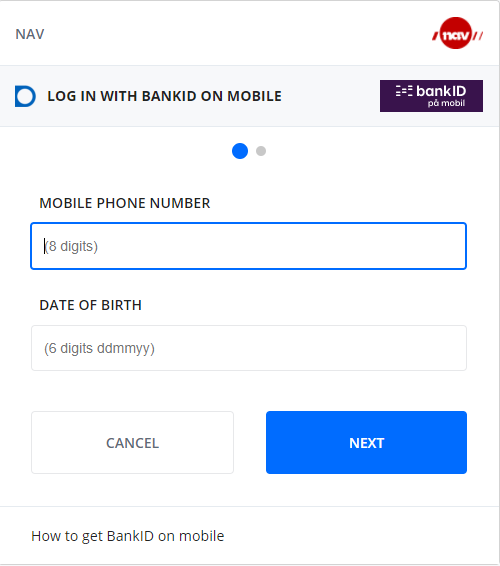 NAV
nav
LOG IN WITH BANKID ON MOBILE
bankID
på mobil
MOBILE PHONE NUMBER
(8 digits)
DATE OF BIRTH
(6 digits ddmmyy)
CANCEL
NEXT
How to get BankID on mobile